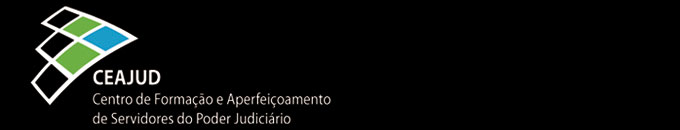 CEAJUD
Centro de Formação e Aperfeiçoamento
de Servidores do Poder Judiciário